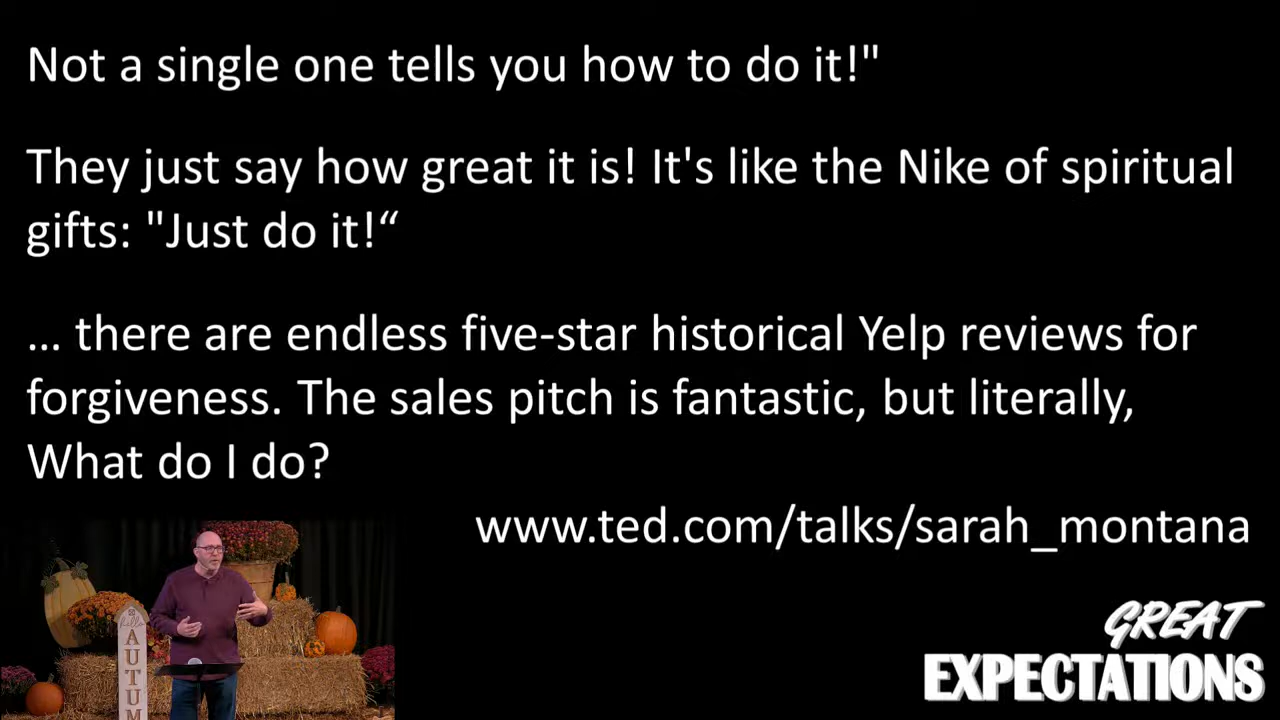 Not a single one tells you how to do it!"
They just say how great it is! It's like the Nike of spiritual
gifts: "Just do it!“
... there are endless five-star historical Yelp reviews for
forgiveness. The sales pitch is fantastic, but literally,
What do I do?
www.ted.com/talks/sarah_montana
AUTUM
GREAT
EXPECTATIONS